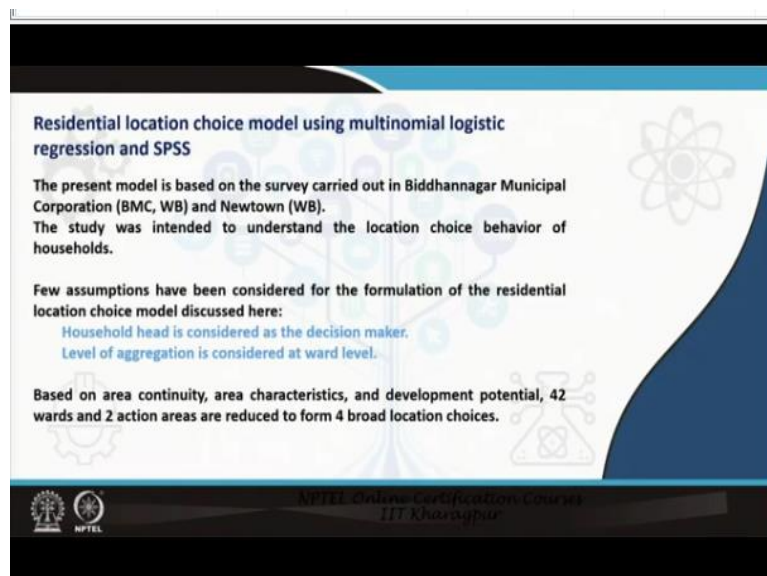 Residential location choice model using multinomial logistic
regression and SPSS
The present model is based on the survey carried out in Biddhannagar Municipal
Corporation (BMC, WB) and Newtown (WB).
The study was intended to understand the location choice behavior of
households.
Few assumptions have been considered for the formulation of the residential
location choice model discussed here:
Household head is considered as the decision maker.
Level of aggregation is considered at ward level.
Based on area continuity, area characteristics, and development potential, 42
wards and 2 action areas are reduced to form 4 broad location choices.
NPTEL Online Certification Courses
IIT Kharagpur
NPTEL